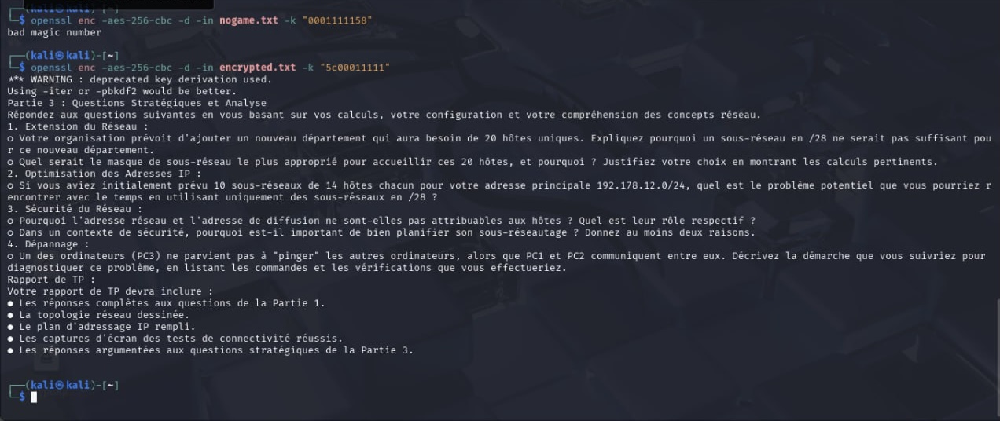 ┌──(kali㉿kali)-[~]
└─$ openssl enc -aes-256-cbc -d -in nogame.txt -k "0001111158"
bad magic number
┌──(kali㉿kali)-[~]
└─$ openssl enc -aes-256-cbc -d -in encrypted.txt -k "5c00011111"
*** WARNING : deprecated key derivation used.
Using -iter or -pbkdf2 would be better.
Partie 3 : Questions Stratégiques et Analyse
Répondez aux questions suivantes en vous basant sur vos calculs, votre configuration et votre compréhension des concepts réseau.
1. Extension du Réseau :
o Votre organisation prévoit d'ajouter un nouveau département qui aura besoin de 20 hôtes uniques. Expliquez pourquoi un sous-réseau en /28 ne serait pas suffisant pou
r ce nouveau département.
o Quel serait le masque de sous-réseau le plus approprié pour accueillir ces 20 hôtes, et pourquoi ? Justifiez votre choix en montrant les calculs pertinents.
2. Optimisation des Adresses IP :
o Si vous aviez initialement prévu 10 sous-réseaux de 14 hôtes chacun pour votre adresse principale 192.178.12.0/24, quel est le problème potentiel que vous pourriez r
encontrer avec le temps en utilisant uniquement des sous-réseaux en /28 ?
3. Sécurité du Réseau :
o Pourquoi l'adresse réseau et l'adresse de diffusion ne sont-elles pas attribuables aux hôtes ? Quel est leur rôle respectif ?
o Dans un contexte de sécurité, pourquoi est-il important de bien planifier son sous-réseautage ? Donnez au moins deux raisons.
4. Dépannage :
o Un des ordinateurs (PC3) ne parvient pas à "pinger" les autres ordinateurs, alors que PC1 et PC2 communiquent entre eux. Décrivez la démarche que vous suivriez pour
diagnostiquer ce problème, en listant les commandes et les vérifications que vous effectueriez.
Rapport de TP :
Votre rapport de TP devra inclure :
● Les réponses complètes aux questions de la Partie 1.
● La topologie réseau dessinée.
● Le plan d'adressage IP rempli.
● Les captures d'écran des tests de connectivité réussis.
● Les réponses argumentées aux questions stratégiques de la Partie 3.
┌──(kali㉿kali)-[~]
└─$